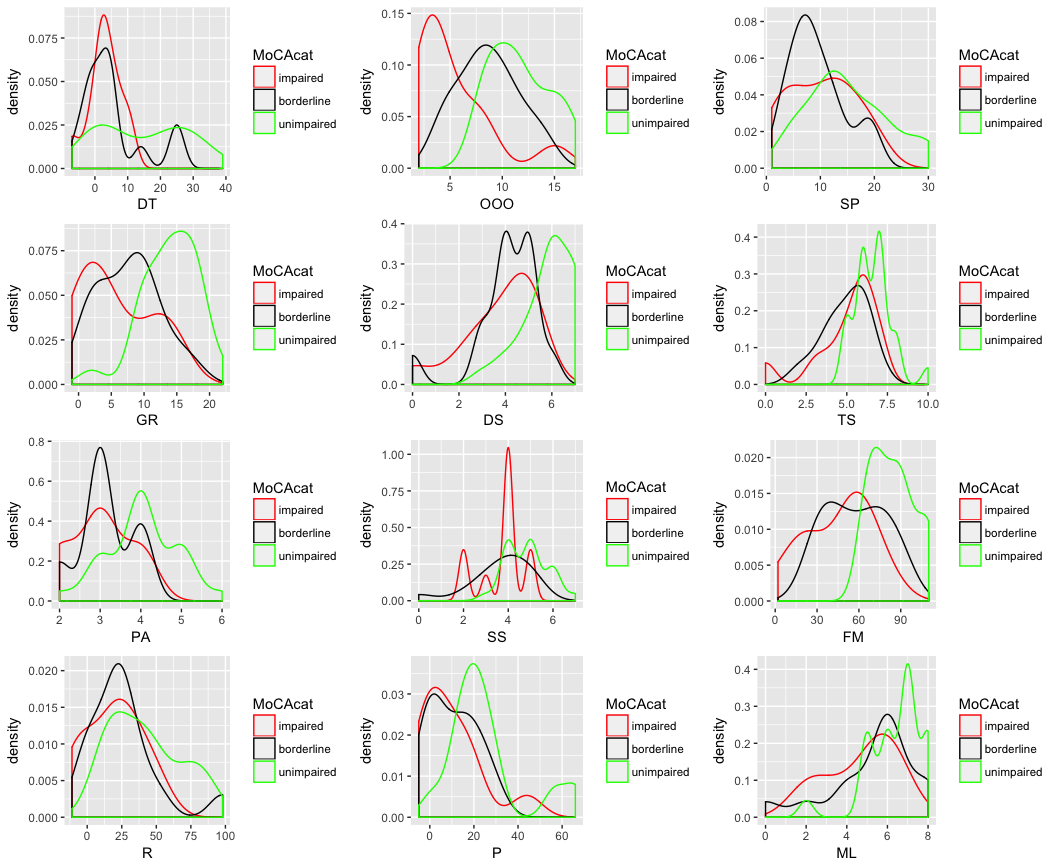 density
0.075
0.050
0.025
0.000
0 10 20 30 40
DT
MoCAcat
impaired
borderline
unimpaired
density
0.15
0.10
0.05
0.00
5 10 15
OOO
MoCAcat
impaired
borderline
unimpaired
density
0.08
0.06
0.04
0.02
0.00
0 10 20 30
SP
MoCAcat
impaired
borderline
unimpaired
density
0.075
0.050
0.025
0.000
0 5 10 15 20
GR
MoCAcat
impaired
borderline
unimpaired
density
0.4
0.3
0.2
0.1
0.0
0 2 4 6
DS
MoCAcat
impaired
borderline
unimpaired
density
0.4
0.3
0.2
0.1
0.0
0.0 2.5 5.0 7.5 10.0
TS
MoCAcat
impaired
borderline
unimpaired
density
0.8
0.6
0.4
0.2
0.0
2 3 4 5 6
PA
MoCAcat
impaired
borderline
unimpaired
density
1.00
0.75
0.50
0.25
0.00
0 2 4 6
SS
MoCAcat
impaired
borderline
unimpaired
density
0.020
0.015
0.010
0.005
0.000
0 30 60 90
FM
MoCAcat
impaired
borderline
unimpaired
density
0.020
0.015
0.010
0.005
0.000
0 25 50 75 100
R
MoCAcat
impaired
borderline
unimpaired
density
0.03
0.02
0.01
0.00
0 20 40 60
P
MoCAcat
impaired
borderline
unimpaired
density
0.4
0.3
0.2
0.1
0.0
0 2 4 6 8
ML
MoCAcat
impaired
borderline
unimpaired